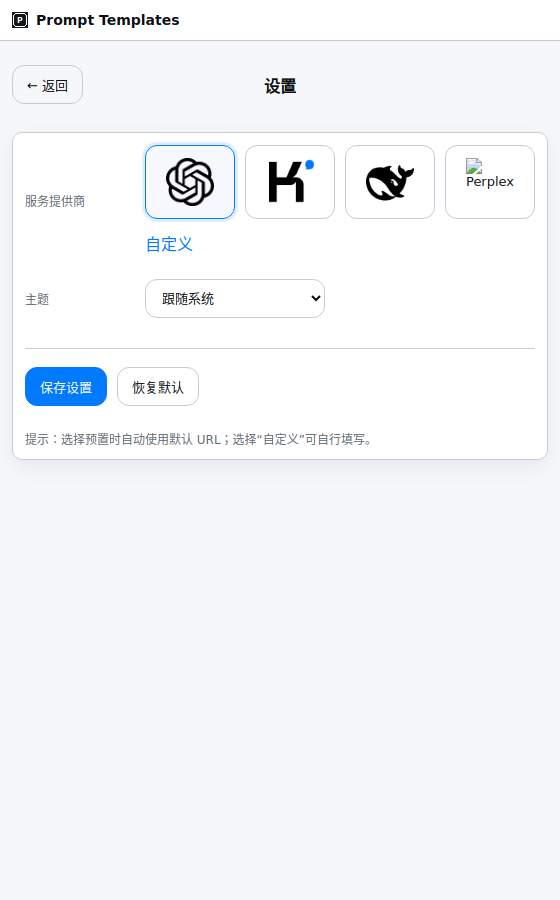 P Prompt Templates
← 返回
设置
服务提供商
Perplex
自定义
主题
跟随系统
保存设置
恢复默认
提示：选择预置时自动使用默认 URL；选择“自定义”可自行填写。